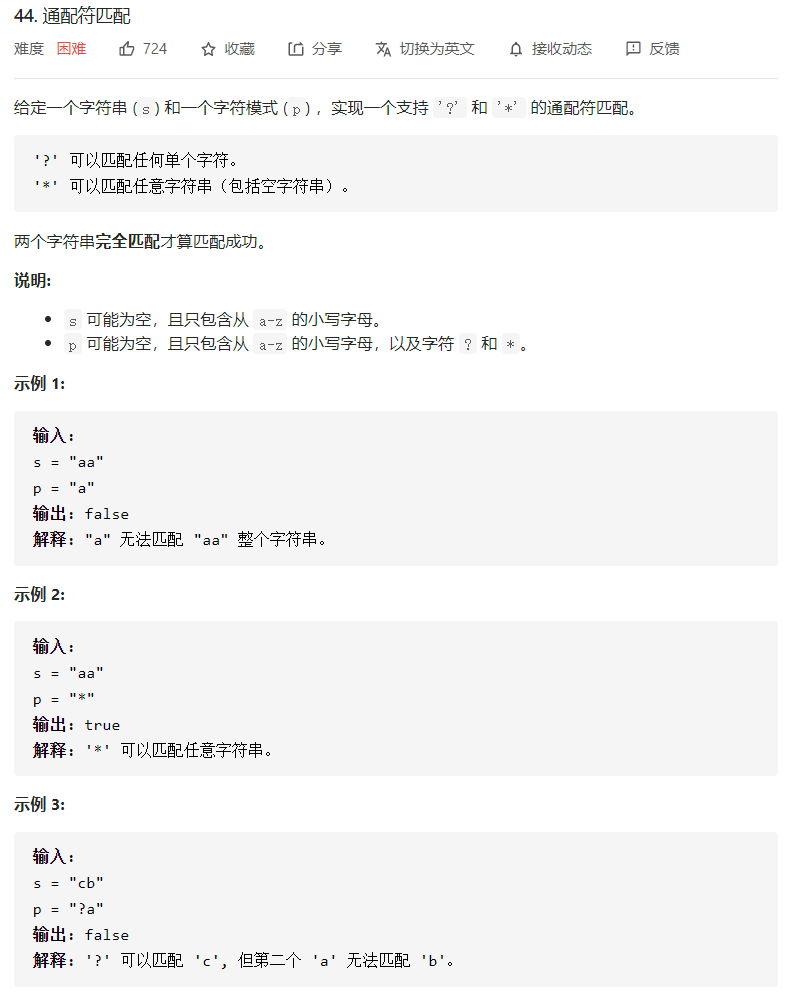 44. 通配符匹配
难度 困难 724 收藏 分享 切换为英文 接收动态 反馈
给定一个字符串 (s) 和一个字符模式 (p) ，实现一个支持 '?' 和 '*' 的通配符匹配。
'?' 可以匹配任何单个字符。
'*' 可以匹配任意字符串（包括空字符串）。
两个字符串完全匹配才算匹配成功。
说明:
s 可能为空，且只包含从 a-z 的小写字母。
p 可能为空，且只包含从 a-z 的小写字母，以及字符 ? 和 *。
示例 1:
输入:
s = "aa"
p = "a"
输出: false
解释: "a" 无法匹配 "aa" 整个字符串。
示例 2:
输入:
s = "aa"
p = "*"
输出: true
解释: '*' 可以匹配任意字符串。
示例 3:
输入:
s = "cb"
p = "?a"
输出: false
解释: '?' 可以匹配 'c', 但第二个 'a' 无法匹配 'b'。